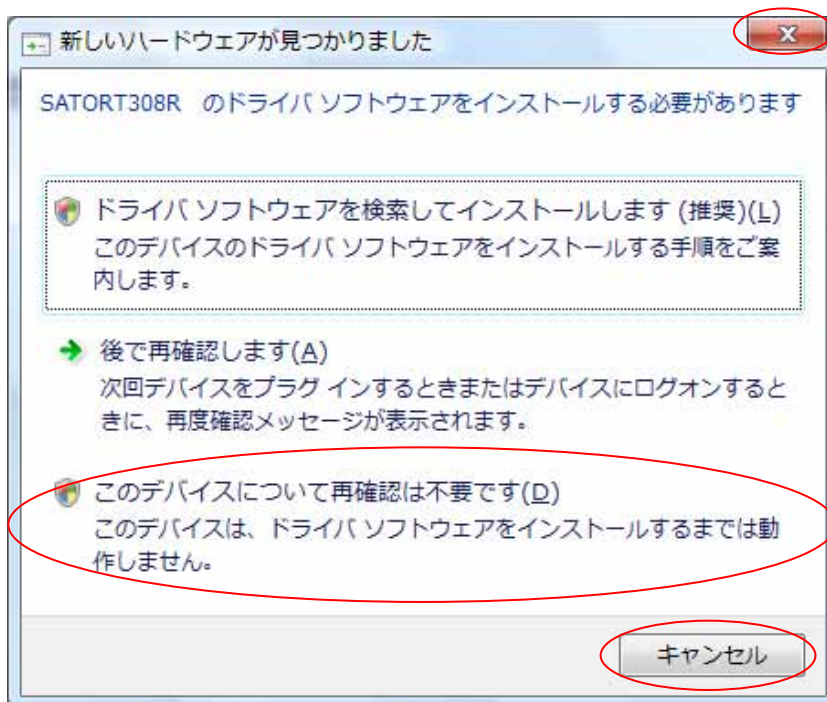 新しいハードウェアが見つかりました
SATORT308R のドライバ ソフトウェアをインストールする必要があります
ドライバ ソフトウェアを検索してインストールします (推奨)(L)
このデバイスのドライバ ソフトウェアをインストールする手順をご案
内します。
後で再確認します(A)
次回デバイスをプラグ インするときまたはデバイスにログオンすると
きに、再度確認メッセージが表示されます。
このデバイスについて再確認は不要です(D)
このデバイスは、ドライバ ソフトウェアをインストールするまでは動
作しません。
キャンセル